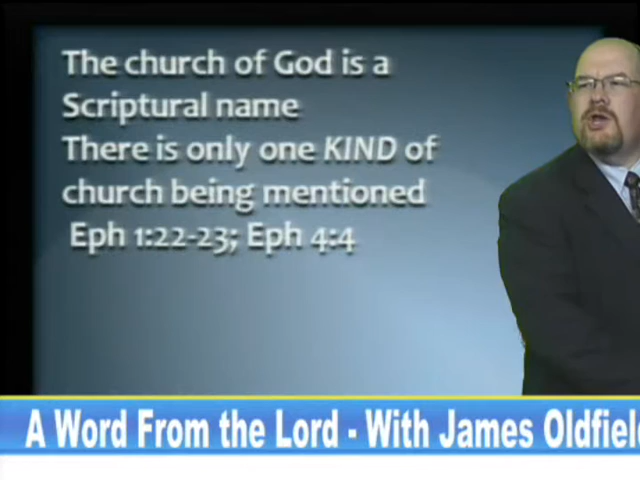 The church of God is a
Scriptural name
There is only one KIND of
church being mentioned
Eph 1:22-23; Eph 4:4
A Word From the Lord - With James